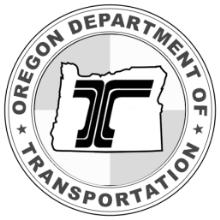 OREGON DEPARTMENT OF
TRANSPORTATION